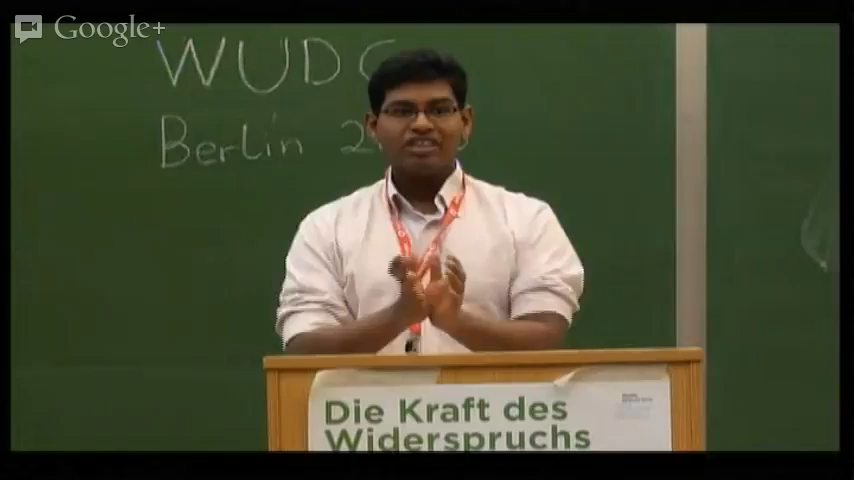 Google+
WUDC
Berlin
Die Kraft des
Widerspruchs